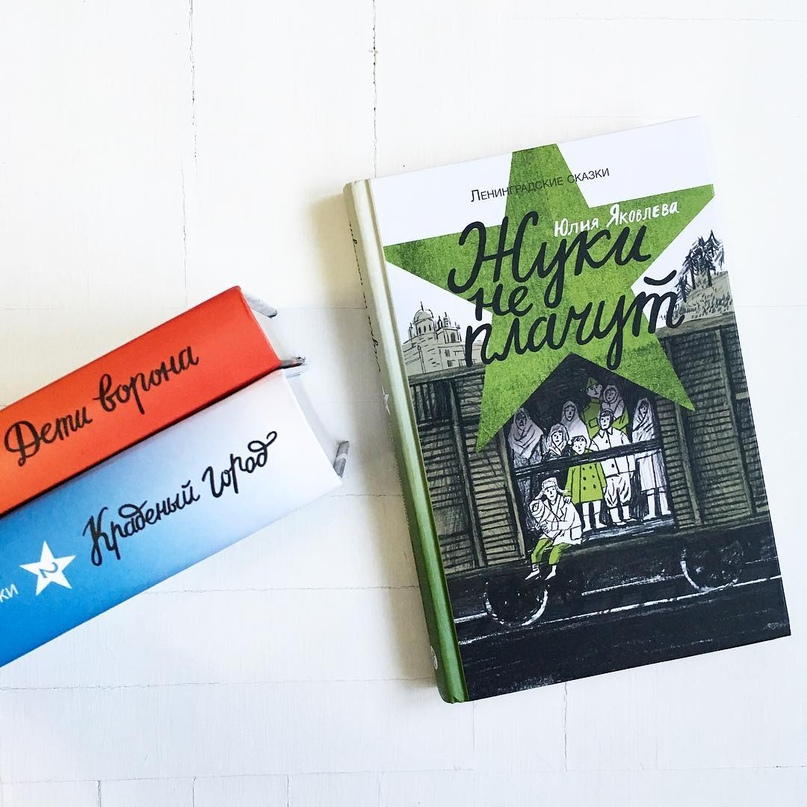 Ленинградские сказки
Юлия Яковлева
Жуки
не
плачут
Дети ворона
Краденый город
ки 2